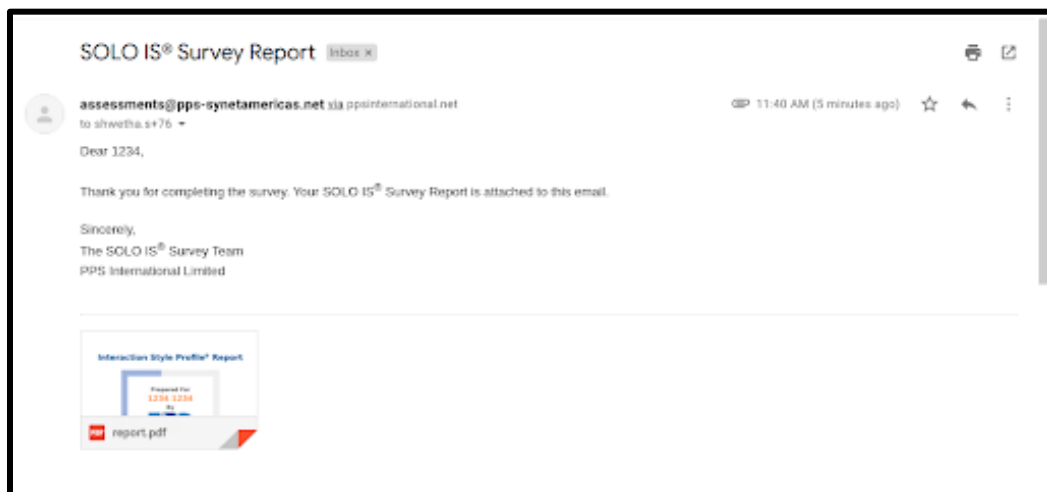 SOLO IS® Survey Report Inbox ×
assessments@pps-synetamericas.net via ppsinternational.net 11:40 AM (5 minutes ago)
to shwetha.s+76
Dear 1234,
Thank you for completing the survey. Your SOLO IS® Survey Report is attached to this email.
Sincerely,
The SOLO IS® Survey Team
PPS International Limited
Interaction Style Profile® Report
Prepared For
1234 1234
By
PDF report.pdf